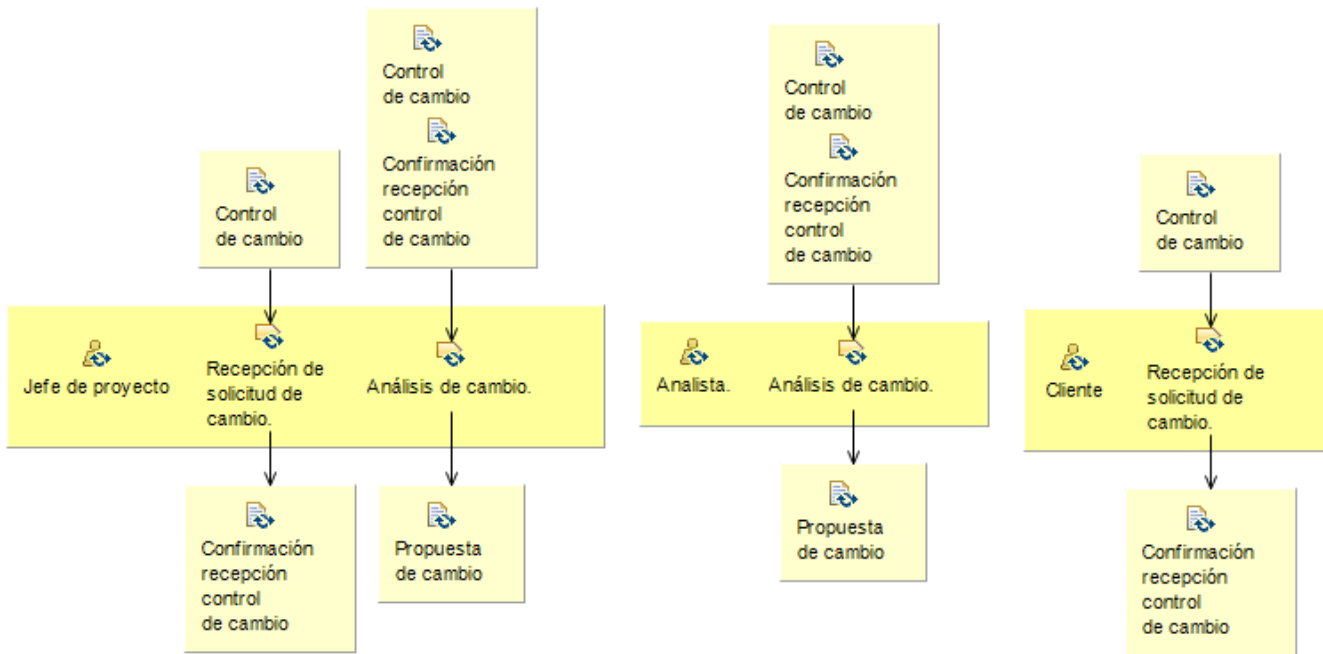 Control
de cambio
Confirmación
recepción
control
de cambio
Control
de cambio
Jefe de proyecto
Recepción de
solicitud de
cambio.
Análisis de cambio.
Confirmación
recepción
control
de cambio
Propuesta
de cambio
Control
de cambio
Confirmación
recepción
control
de cambio
Analista.
Análisis de cambio.
Propuesta
de cambio
Control
de cambio
Cliente
Recepción de
solicitud de
cambio.
Confirmación
recepción
control
de cambio